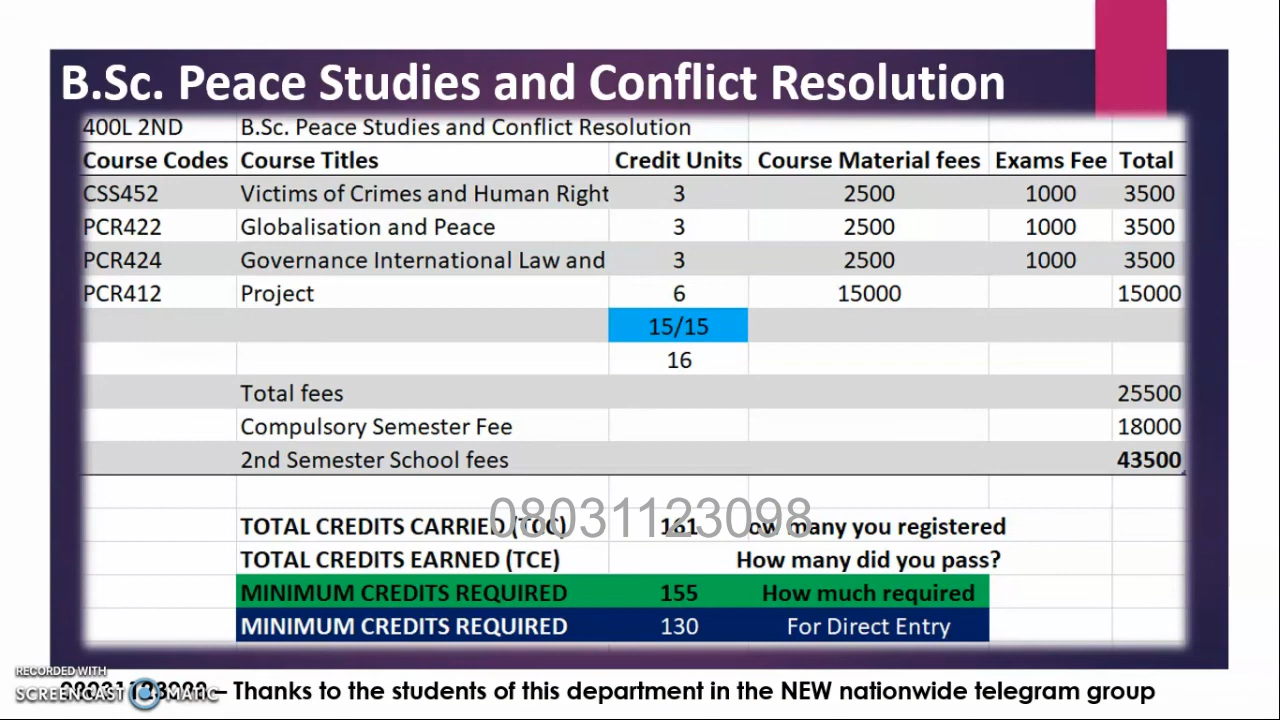 B.Sc. Peace Studies and Conflict Resolution
400L 2ND B.Sc. Peace Studies and Conflict Resolution
Course Codes Course Titles Credit Units Course Material fees Exams Fee Total
CSS452 Victims of Crimes and Human Right 3 2500 1000 3500
PCR422 Globalisation and Peace 3 2500 1000 3500
PCR424 Governance International Law and 3 2500 1000 3500
PCR412 Project 6 15000 15000
15/15
16
Total fees 25500
Compulsory Semester Fee 18000
2nd Semester School fees 43500
08031123098
TOTAL CREDITS CARRIED (TCC) 161 ow many you registered
TOTAL CREDITS EARNED (TCE) How many did you pass?
MINIMUM CREDITS REQUIRED 155 How much required
MINIMUM CREDITS REQUIRED 130 For Direct Entry
RECORDED WITH
SCREENCAST MATIC
– Thanks to the students of this department in the NEW nationwide telegram group